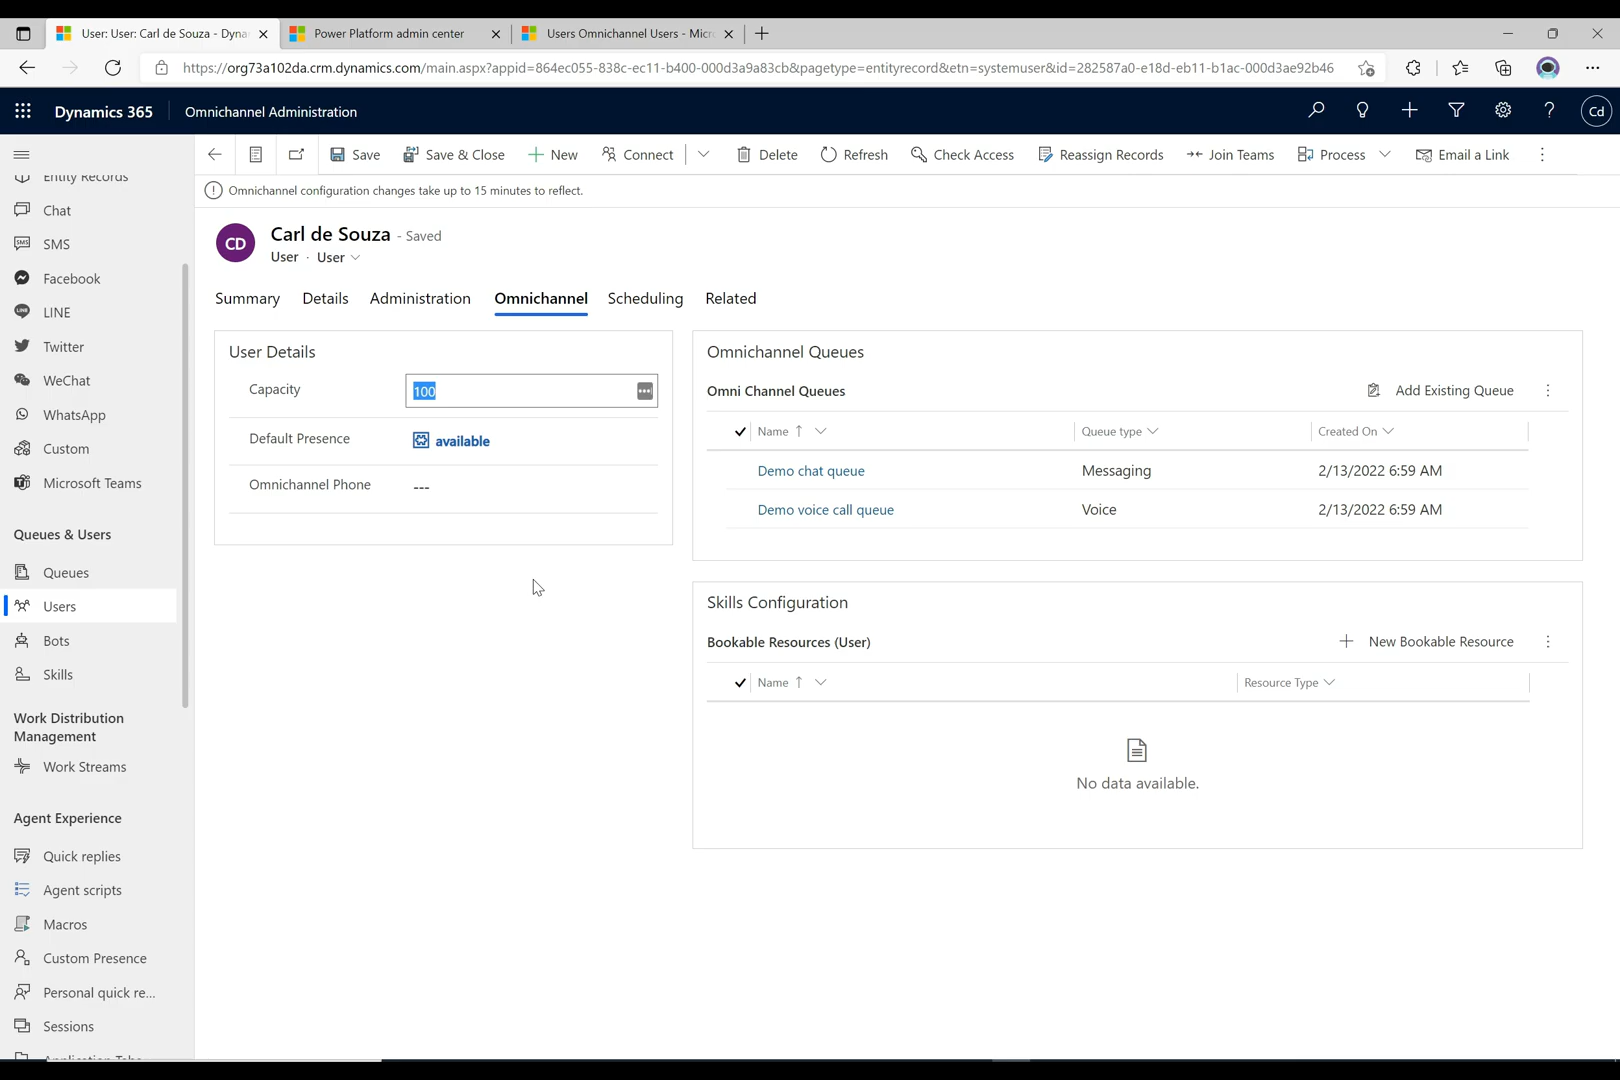 User: User: Carl de Souza - Dyna
Power Platform admin center
Users Omnichannel Users - Micro
https://org73a102da.crm.dynamics.com/main.aspx?appid=864ec055-838c-ec11-b400-000d3a9a83cb&pagetype=entityrecord&etn=systemuser&id=282587a0-e18d-eb11-b1ac-000d3ae92b46
Dynamics 365
Omnichannel Administration
Cd
Save
Save & Close
New
Connect
Delete
Refresh
Check Access
Reassign Records
Join Teams
Process
Email a Link
Omnichannel configuration changes take up to 15 minutes to reflect.
Entity Records
Chat
SMS
SMS
Facebook
LINE
LINE
Twitter
WeChat
WhatsApp
Custom
Microsoft Teams
Queues & Users
Queues
Users
Bots
Skills
Work Distribution
Management
Work Streams
Agent Experience
Quick replies
Agent scripts
Macros
Custom Presence
Personal quick re...
Sessions
Application Tabs
CD
Carl de Souza - Saved
User · User
Summary
Details
Administration
Omnichannel
Scheduling
Related
User Details
Capacity
100
Default Presence
available
Omnichannel Phone
---
Omnichannel Queues
Omni Channel Queues
Add Existing Queue
Name ↑
Queue type
Created On
Demo chat queue
Messaging
2/13/2022 6:59 AM
Demo voice call queue
Voice
2/13/2022 6:59 AM
Skills Configuration
Bookable Resources (User)
New Bookable Resource
Name ↑
Resource Type
No data available.